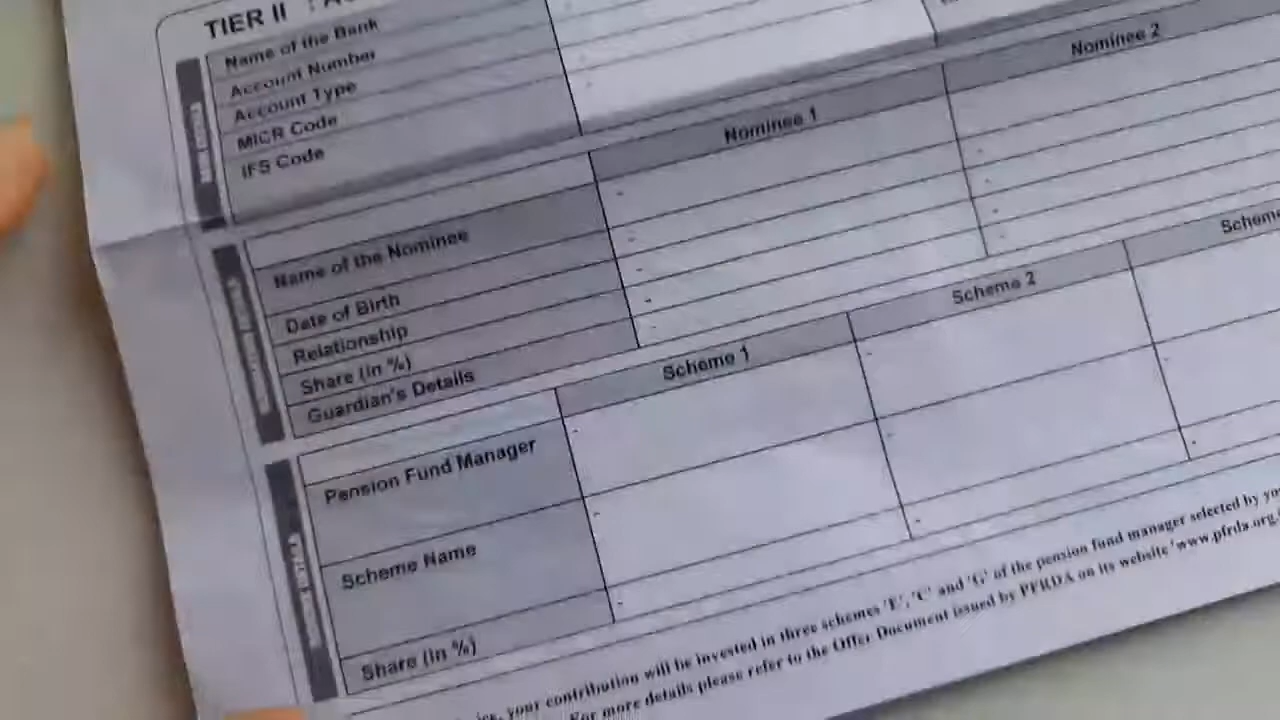 TIER II :
Name of the Bank
Account Number
Account Type
MICR Code
IFS Code
Nominee 1 Nominee 2
Name of the Nominee
Date of Birth
Relationship
Share (in %)
Guardian's Details
Scheme 1 Scheme 2 Scheme
Pension Fund Manager
Scheme Name
Share (in %)
your contribution will be invested in three schemes 'E', 'C' and 'G' of the pension fund manager selected by
For more details please refer to the Offer Document issued by PFRDA on its website 'www.pfrda.org.